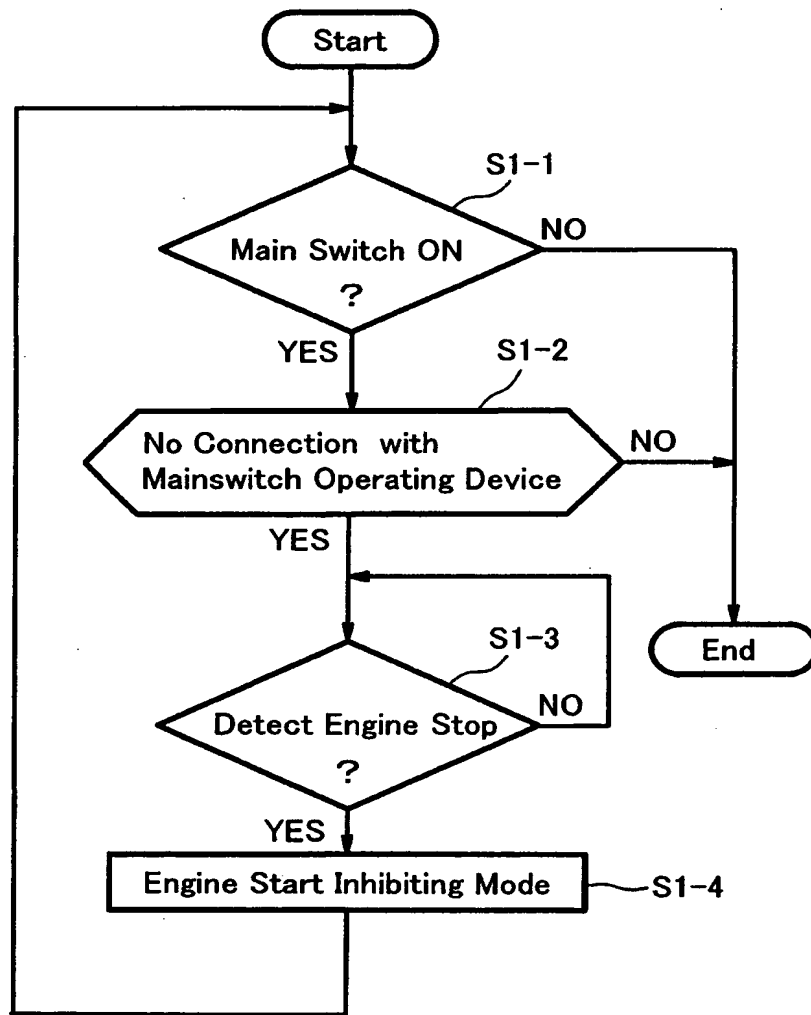 Start
S1-1
Main Switch ON
?
NO
YES
S1-2
No Connection with
Mainswitch Operating Device
NO
YES
S1-3
End
Detect Engine Stop
?
NO
YES
Engine Start Inhibiting Mode
S1-4